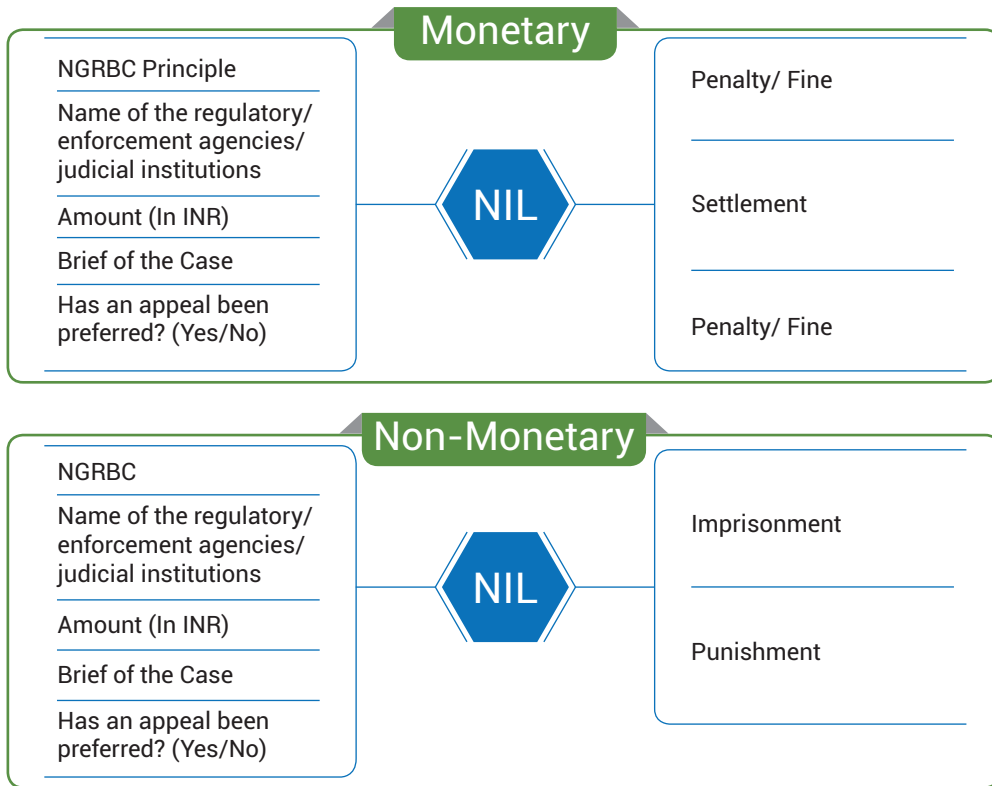 Monetary
NGRBC Principle
Name of the regulatory/
enforcement agencies/
judicial institutions
Amount (In INR)
Brief of the Case
Has an appeal been
preferred? (Yes/No)
NIL
Penalty/ Fine
Settlement
Penalty/ Fine
Non-Monetary
NGRBC
Name of the regulatory/
enforcement agencies/
judicial institutions
Amount (In INR)
Brief of the Case
Has an appeal been
preferred? (Yes/No)
NIL
Imprisonment
Punishment